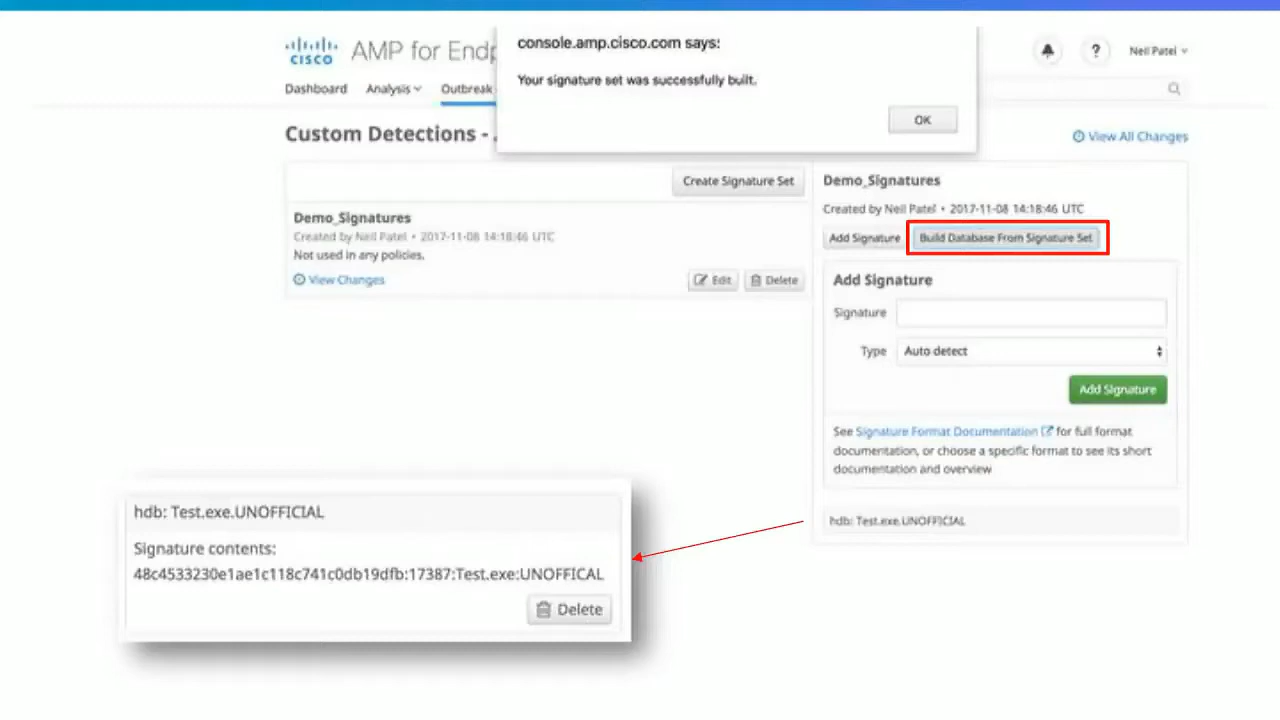 console.amp.cisco.com says:
Your signature set was successfully built.
OK
CISCO
AMP for Endp
Neil Patel
Dashboard
Analysis
Outbreak
Custom Detections -
View All Changes
Create Signature Set
Demo_Signatures
Created by Neil Patel • 2017-11-08 14:18:46 UTC
Not used in any policies.
View Changes
Edit
Delete
Demo_Signatures
Created by Neil Patel • 2017-11-08 14:18:46 UTC
Add Signature
Build Database From Signature Set
Add Signature
Signature
Type
Auto detect
Add Signature
See Signature Format Documentation for full format
documentation, or choose a specific format to see its short
documentation and overview
hdb: Test.exe.UNOFFICIAL
hdb: Test.exe.UNOFFICIAL
Signature contents:
48c4533230e1ae1c118c741c0db19dfb:17387:Test.exe:UNOFFICAL
Delete